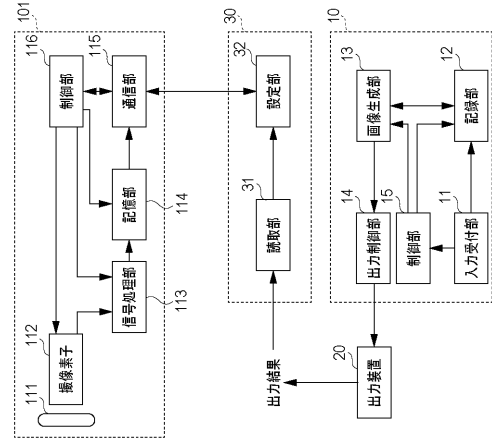 101
116
制御部
115
通信部
記憶部
114
信号処理部
113
112
撮像素子
111
30
32
設定部
31
読取部
出力結果
10
13
画像生成部
12
記録部
14
出力制御部
15
制御部
11
入力受付部
20
出力装置